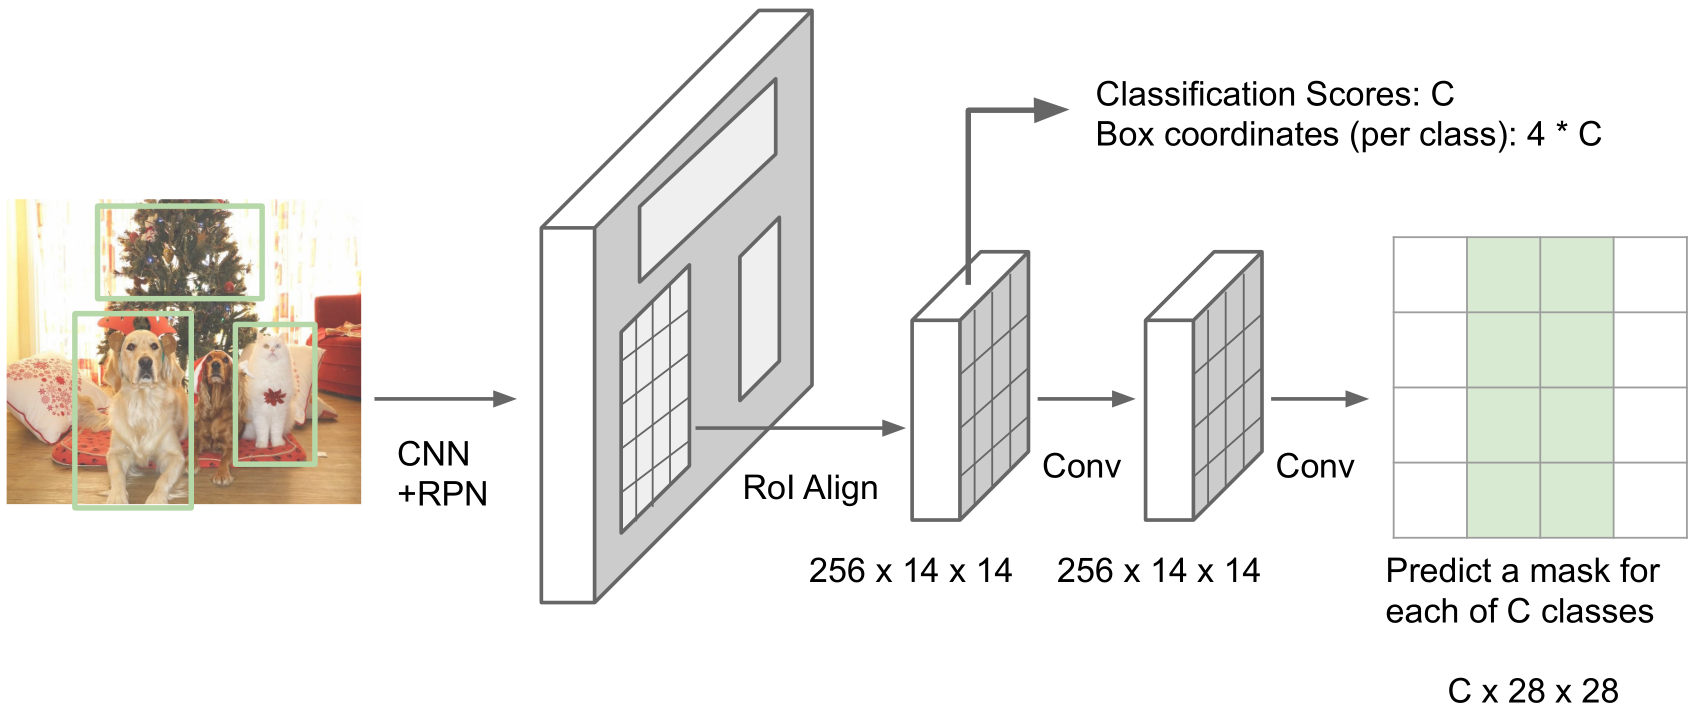 Classification Scores: C
Box coordinates (per class): 4 * C
CNN
+RPN
RoI Align
Conv
Conv
256 x 14 x 14
256 x 14 x 14
Predict a mask for
each of C classes
C x 28 x 28